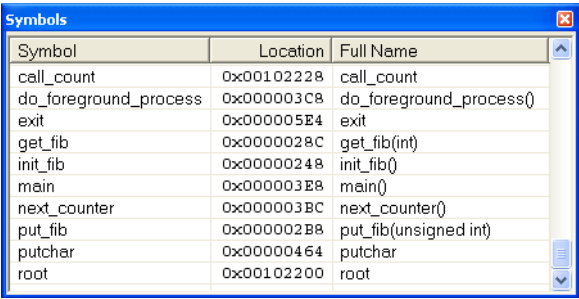 Symbols
Symbol Location Full Name
call_count 0x00102228 call_count
do_foreground_process 0x000003C8 do_foreground_process()
exit 0x000005E4 exit
get_fib 0x0000028C get_fib(int)
init_fib 0x00000248 init_fib()
main 0x000003E8 main()
next_counter 0x000003BC next_counter()
put_fib 0x000002B8 put_fib(unsigned int)
putchar 0x00000464 putchar
root 0x00102200 root